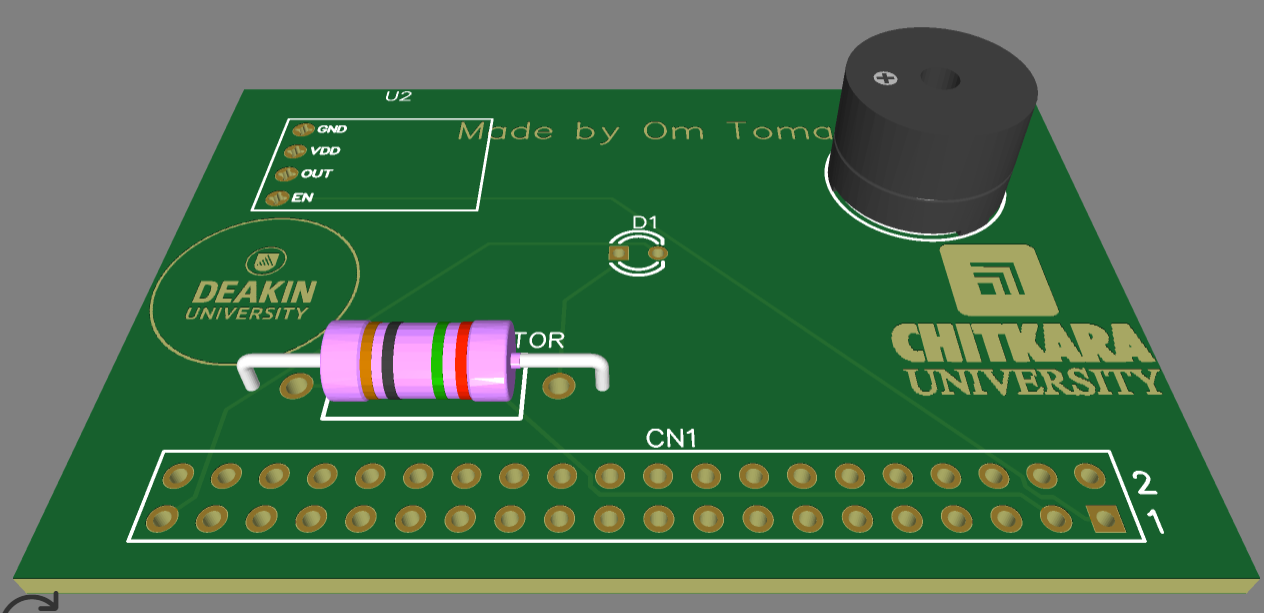 U2
GND
VDD
OUT
EN
Made by Om Toma
D1
DEAKIN
UNIVERSITY
TOR
CHITKARA
UNIVERSITY
CN1
2
1